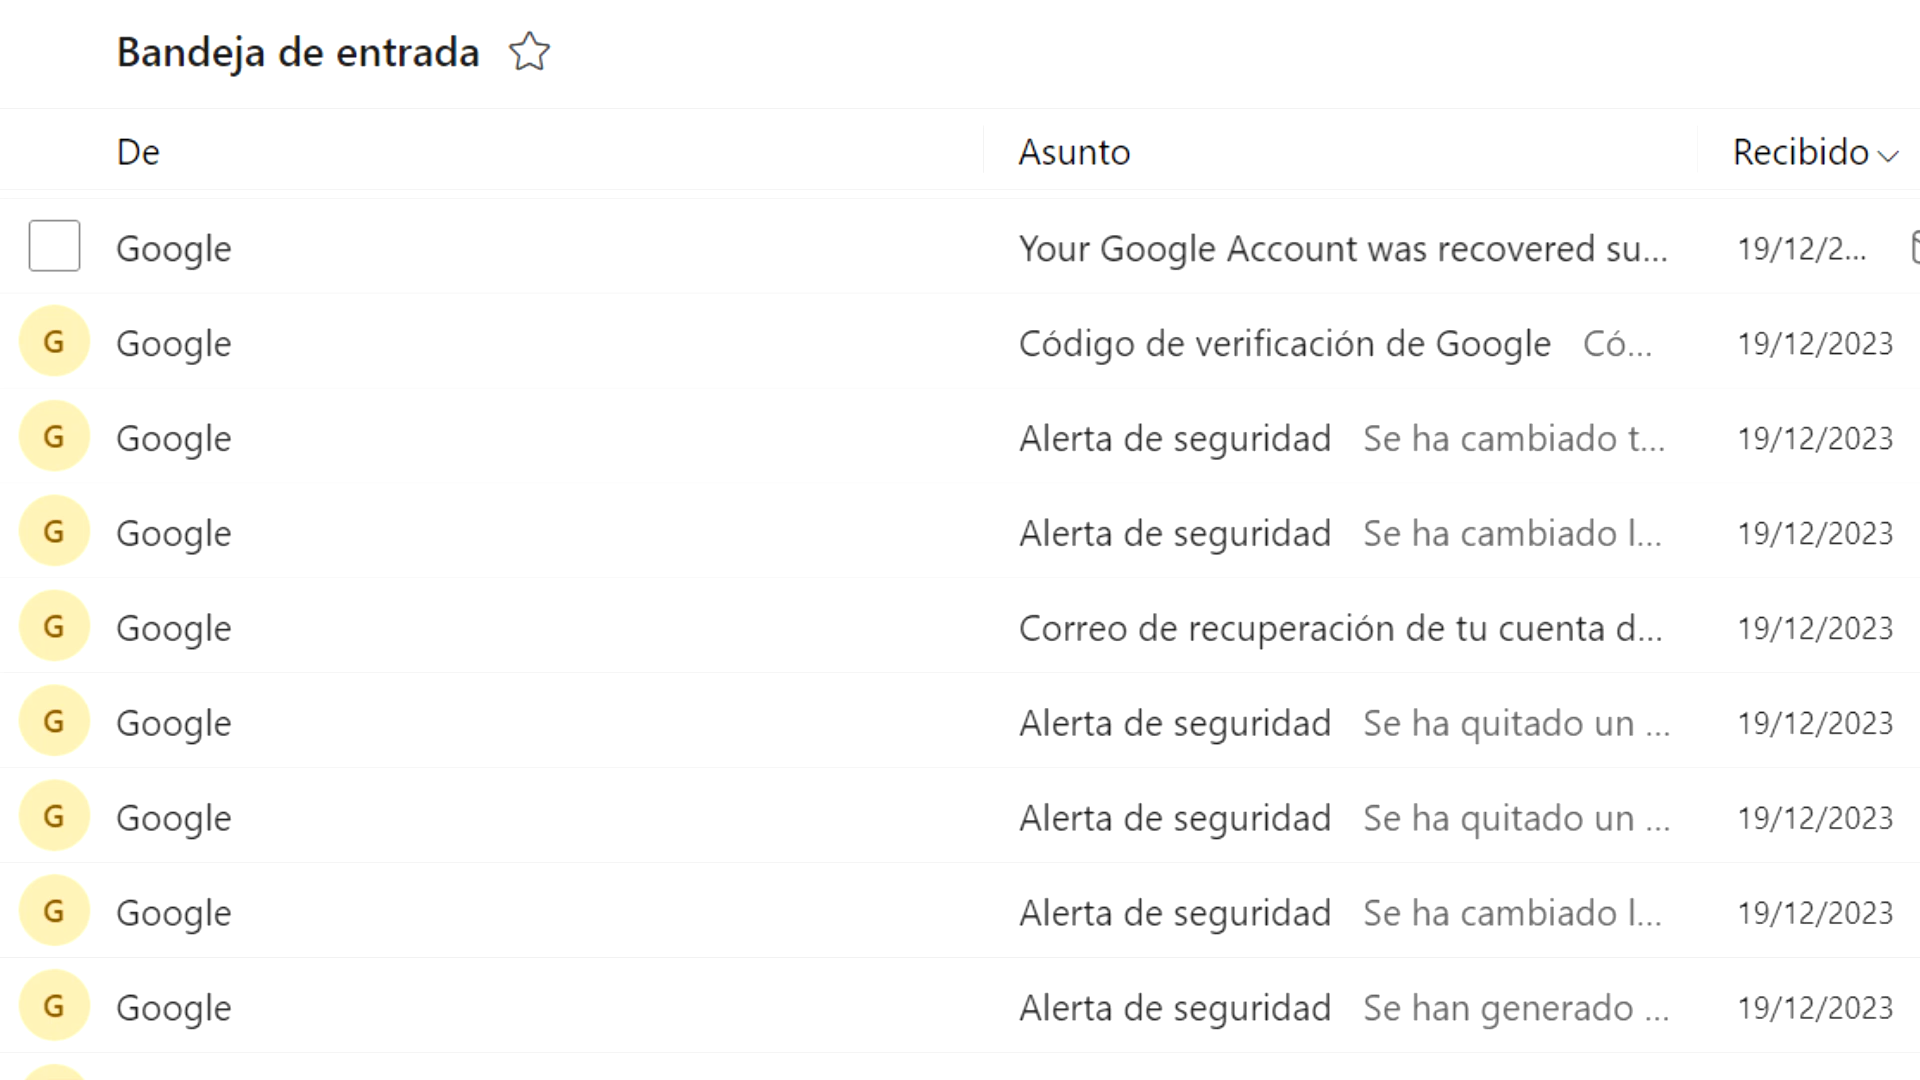 Bandeja de entrada
De Asunto Recibido
Google Your Google Account was recovered su... 19/12/2...
G Google Código de verificación de Google Có... 19/12/2023
G Google Alerta de seguridad Se ha cambiado t... 19/12/2023
G Google Alerta de seguridad Se ha cambiado l... 19/12/2023
G Google Correo de recuperación de tu cuenta d... 19/12/2023
G Google Alerta de seguridad Se ha quitado un ... 19/12/2023
G Google Alerta de seguridad Se ha quitado un ... 19/12/2023
G Google Alerta de seguridad Se ha cambiado l... 19/12/2023
G Google Alerta de seguridad Se han generado ... 19/12/2023